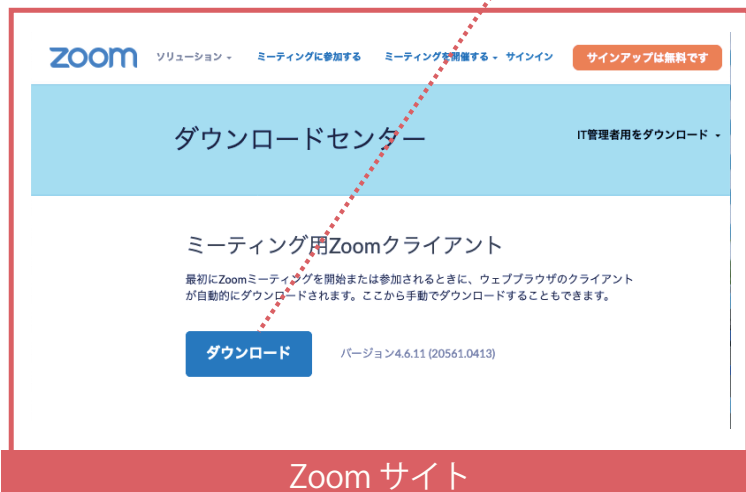 zoom ソリューション ミーティングに参加する ミーティングを開催する サインイン サインアップは無料です
ダウンロードセンター IT管理者用をダウンロード
ミーティング用Zoomクライアント
最初にZoomミーティングを開始または参加されるときに、ウェブブラウザのクライアント
が自動的にダウンロードされます。ここから手動でダウンロードすることもできます。
ダウンロード バージョン4.6.11 (20561.0413)
Zoom サイト